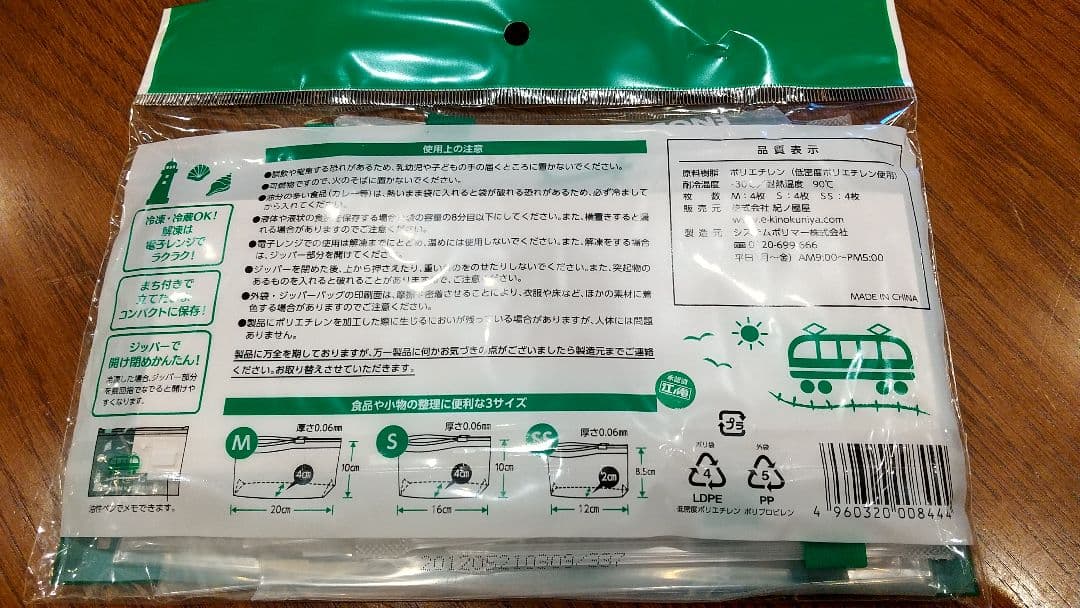 使用上の注意
●誤飲や窒息する恐れがあるため、乳幼児や子どもの手の届くところに置かないでください。
●可燃物ですので、火のそばに置かないでください。
●油分の多い食品(カレー等)は、熱いまま袋に入れると袋が破れる恐れがあるため、必ず冷まして
から入れてください。
●液体や液状の食品を保存する場合、袋の容量の8分目以下にしてください。また、横置きすると漏
れる場合がありますのでご注意ください。
●電子レンジでの使用は解凍までにとどめ、温めには使用しないでください。また、解凍をする場合
は、ジッパー部分を開けてください。
●ジッパーを閉めた後、上から押さえたり、重いものをのせたりしないでください。また、突起物の
あるものを入れると破れることがありますので、ご注意ください。
●外袋・ジッパーバッグの印刷面は、摩擦や密着させることにより、衣服や床など、ほかの素材に着
色する場合がありますのでご注意ください。
●製品にポリエチレンを加工した際に生じるにおいが残っている場合がありますが、人体には問題
ありません。
製品に万全を期しておりますが、万一製品に何かお気づきの点がございましたら製造元までご連絡
ください。お取り替えさせていただきます。
冷凍・冷蔵OK!
解凍は
電子レンジで
ラクラク!
まち付きで
立てたまま
コンパクトに保存!
ジッパーで
開け閉めかんたん!
冷凍した場合、ジッパー部分
を親指でなでると開けや
すくなります。
油性ペンでメモできます。
品質表示
原料樹脂 ポリエチレン(低密度ポリエチレン使用)
耐冷温度 -30℃/耐熱温度 90℃
枚数 M:4枚 S:4枚 SS:4枚
販売元 株式会社 紀ノ國屋
www.e-kinokuniya.com
製造元 システムポリマー株式会社
0120-699-666
平日(月〜金) AM9:00〜PM5:00
MADE IN CHINA
承認済
江ノ電
食品や小物の整理に便利な3サイズ
M 厚さ0.06mm
10cm
4cm
20cm
S 厚さ0.06mm
10cm
4cm
16cm
SS 厚さ0.06mm
8.5cm
2cm
12cm
プラ
ポリ袋
4
LDPE
低密度ポリエチレン
外袋
5
PP
ポリプロピレン
4 960320 008444
20120521 0309/337